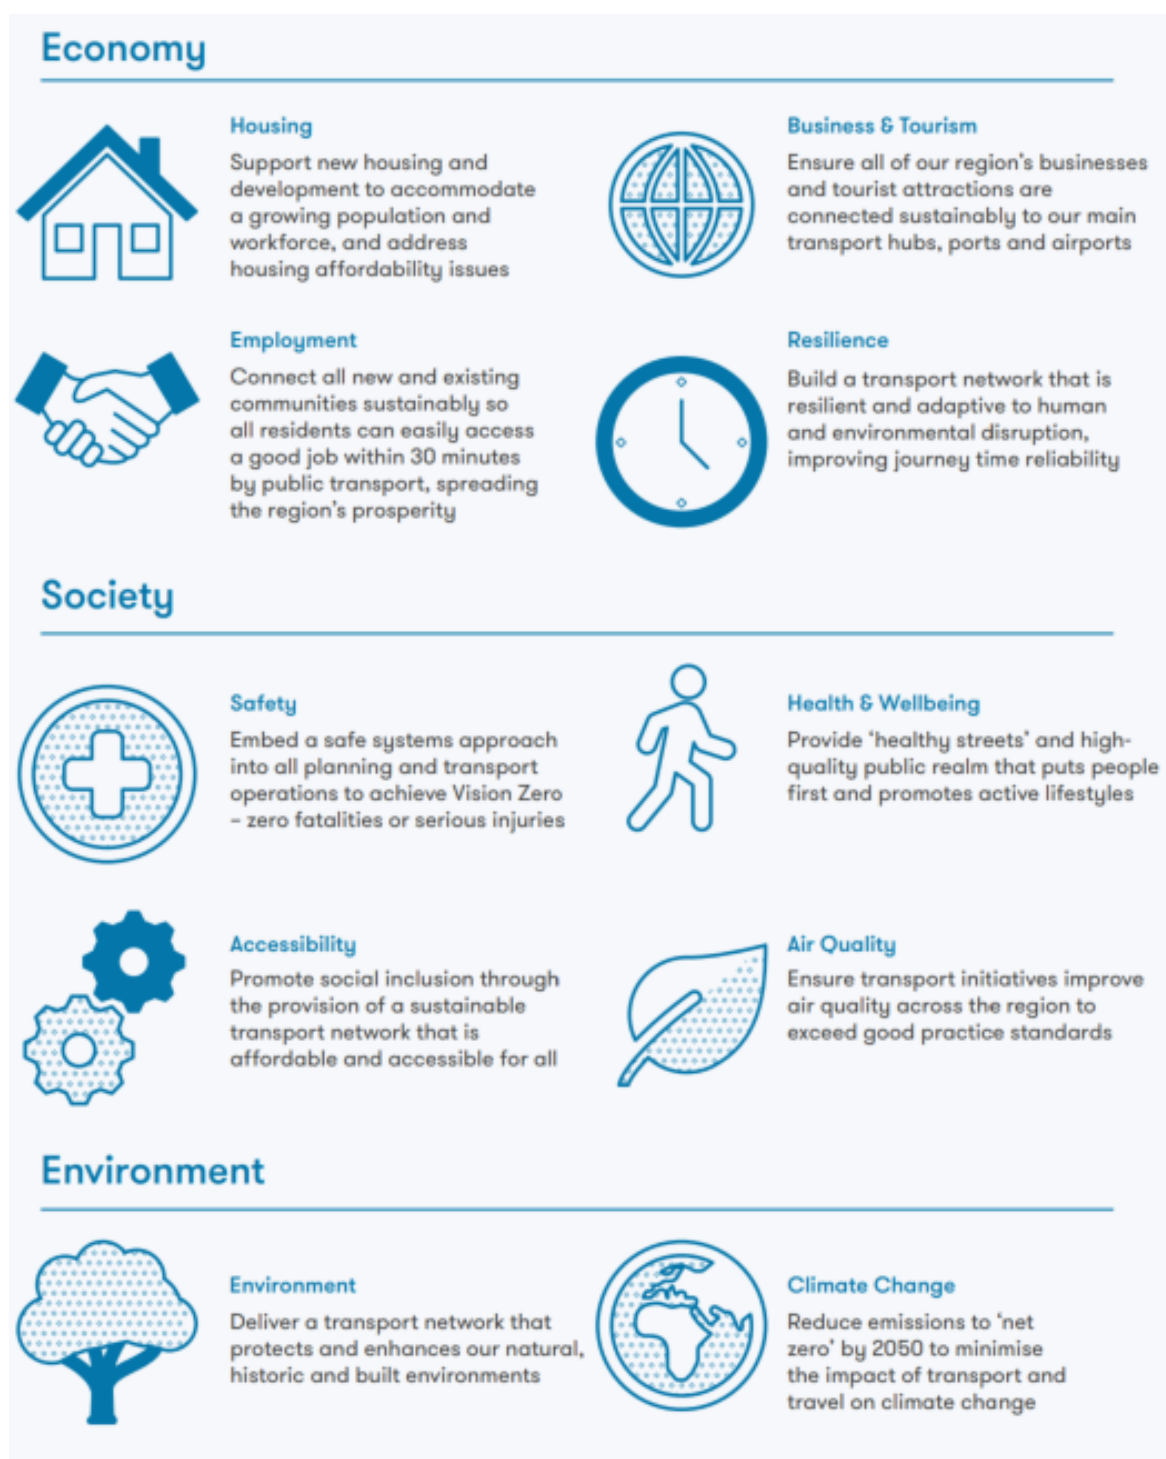 Economy
Housing
Support new housing and
development to accommodate
a growing population and
workforce, and address
housing affordability issues
Business & Tourism
Ensure all of our region's businesses
and tourist attractions are
connected sustainably to our main
transport hubs, ports and airports
Employment
Connect all new and existing
communities sustainably so
all residents can easily access
a good job within 30 minutes
by public transport, spreading
the region's prosperity
Resilience
Build a transport network that is
resilient and adaptive to human
and environmental disruption,
improving journey time reliability
Society
Safety
Embed a safe systems approach
into all planning and transport
operations to achieve Vision Zero
– zero fatalities or serious injuries
Health & Wellbeing
Provide ‘healthy streets’ and high-
quality public realm that puts people
first and promotes active lifestyles
Accessibility
Promote social inclusion through
the provision of a sustainable
transport network that is
affordable and accessible for all
Air Quality
Ensure transport initiatives improve
air quality across the region to
exceed good practice standards
Environment
Environment
Deliver a transport network that
protects and enhances our natural,
historic and built environments
Climate Change
Reduce emissions to ‘net
zero’ by 2050 to minimise
the impact of transport and
travel on climate change